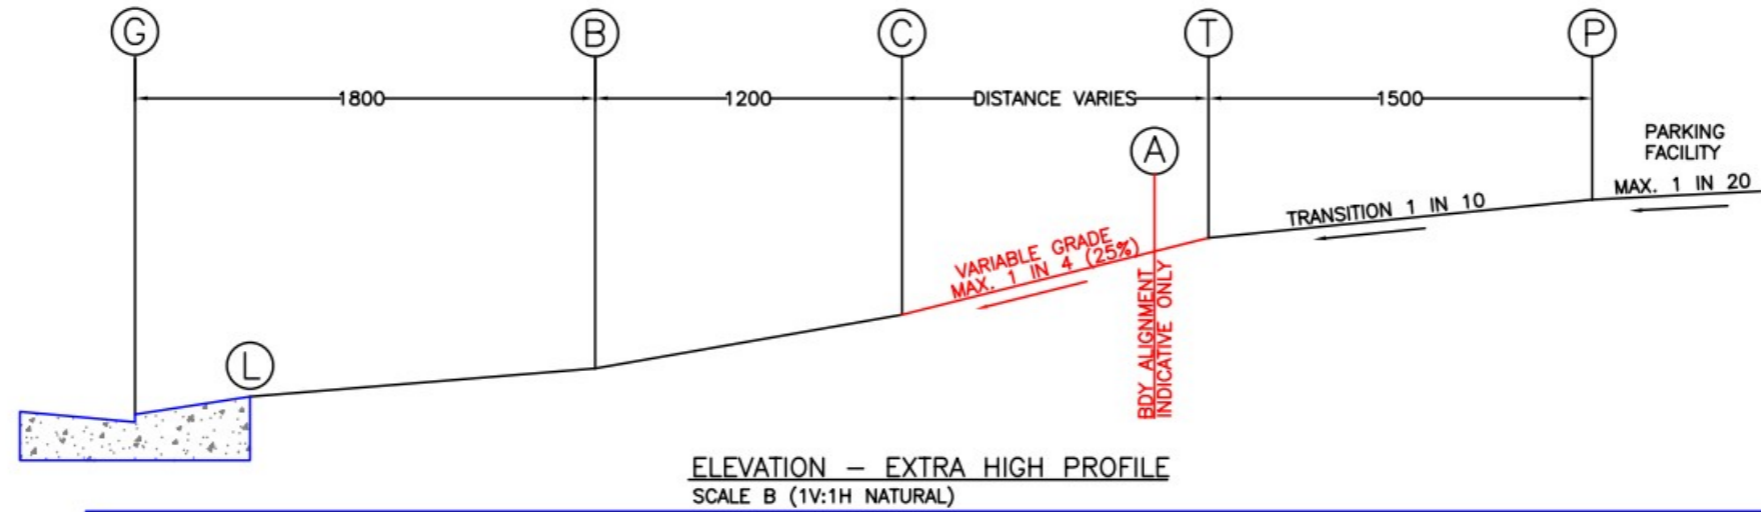 G B C T P
1800 1200 DISTANCE VARIES 1500
A
PARKING
FACILITY
MAX. 1 IN 20
TRANSITION 1 IN 10
VARIABLE GRADE
MAX. 1 IN 4 (25%)
BDY ALIGNMENT
INDICATIVE ONLY
L
ELEVATION – EXTRA HIGH PROFILE
SCALE B (1V:1H NATURAL)